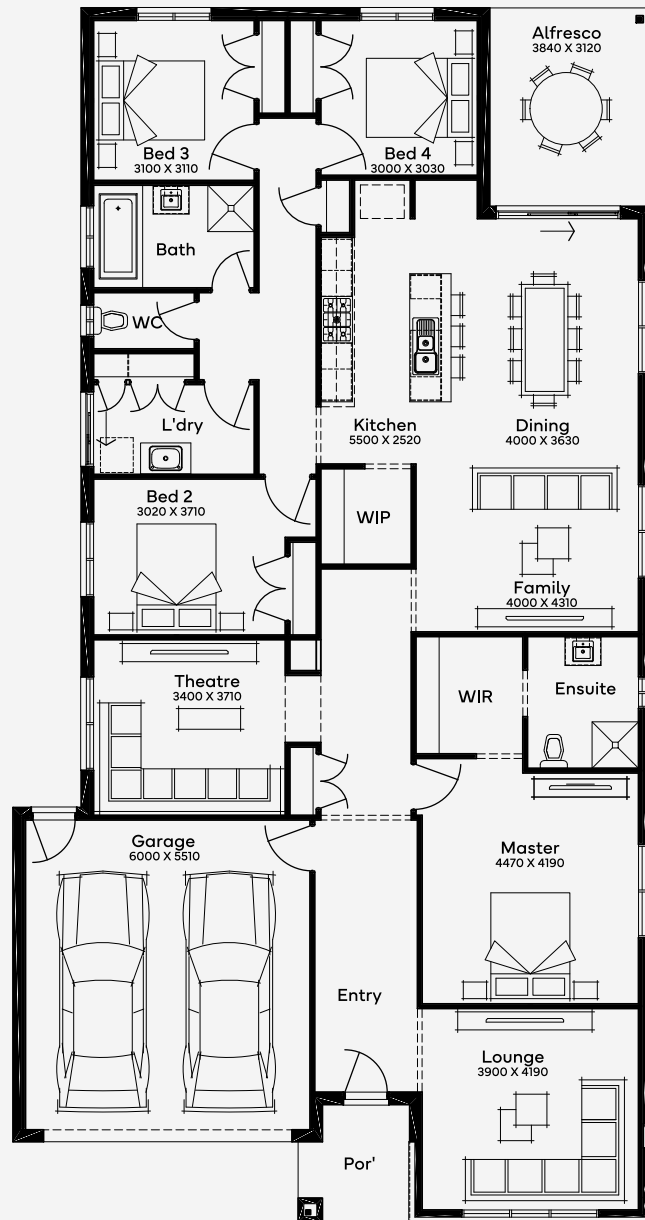 Alfresco
3840 X 3120
Bed 3
3100 X 3110
Bed 4
3000 X 3030
Bath
WC
L'dry
Kitchen
5500 X 2520
Dining
4000 X 3630
Bed 2
3020 X 3710
WIP
Family
4000 X 4310
Theatre
3400 X 3710
WIR
Ensuite
Garage
6000 X 5510
Master
4470 X 4190
Entry
Lounge
3900 X 4190
Por'